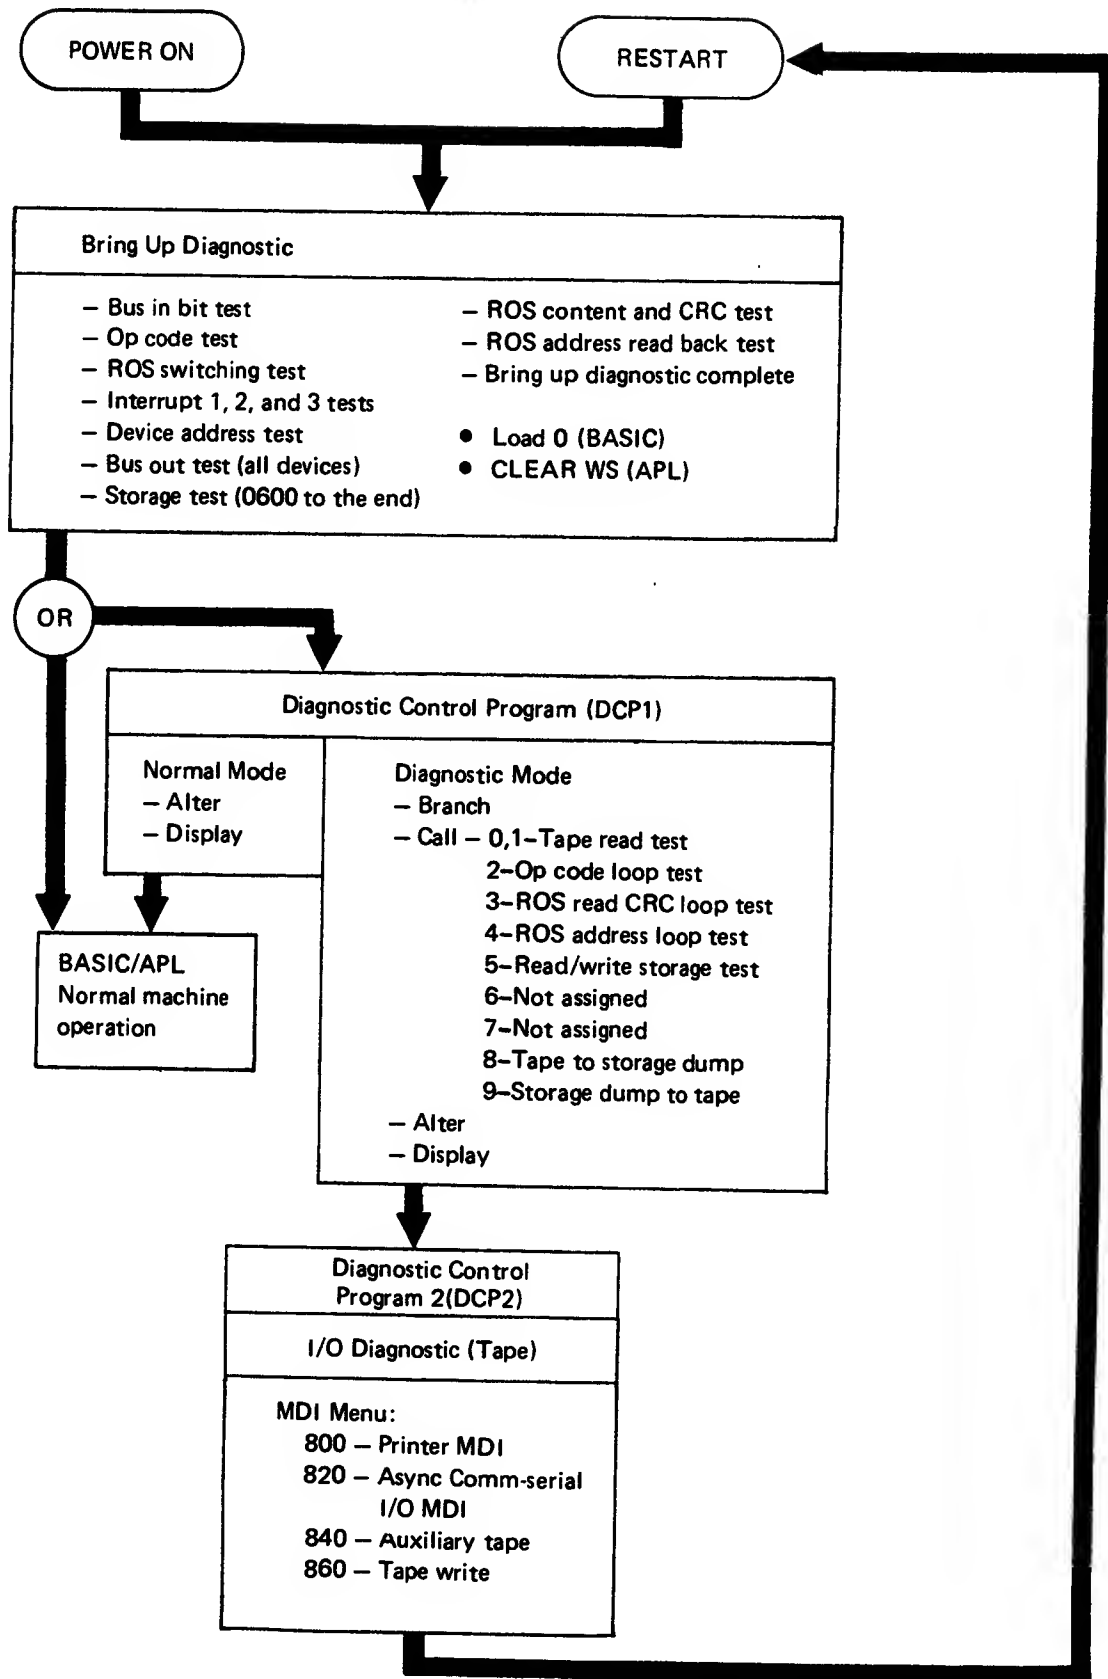 POWER ON
RESTART
Bring Up Diagnostic
– Bus in bit test
– Op code test
– ROS switching test
– Interrupt 1, 2, and 3 tests
– Device address test
– Bus out test (all devices)
– Storage test (0600 to the end)
– ROS content and CRC test
– ROS address read back test
– Bring up diagnostic complete
● Load 0 (BASIC)
● CLEAR WS (APL)
OR
Diagnostic Control Program (DCP1)
Normal Mode
– Alter
– Display
Diagnostic Mode
– Branch
– Call – 0,1–Tape read test
2–Op code loop test
3–ROS read CRC loop test
4–ROS address loop test
5–Read/write storage test
6–Not assigned
7–Not assigned
8–Tape to storage dump
9–Storage dump to tape
– Alter
– Display
BASIC/APL
Normal machine
operation
Diagnostic Control
Program 2(DCP2)
I/O Diagnostic (Tape)
MDI Menu:
800 – Printer MDI
820 – Async Comm-serial
I/O MDI
840 – Auxiliary tape
860 – Tape write